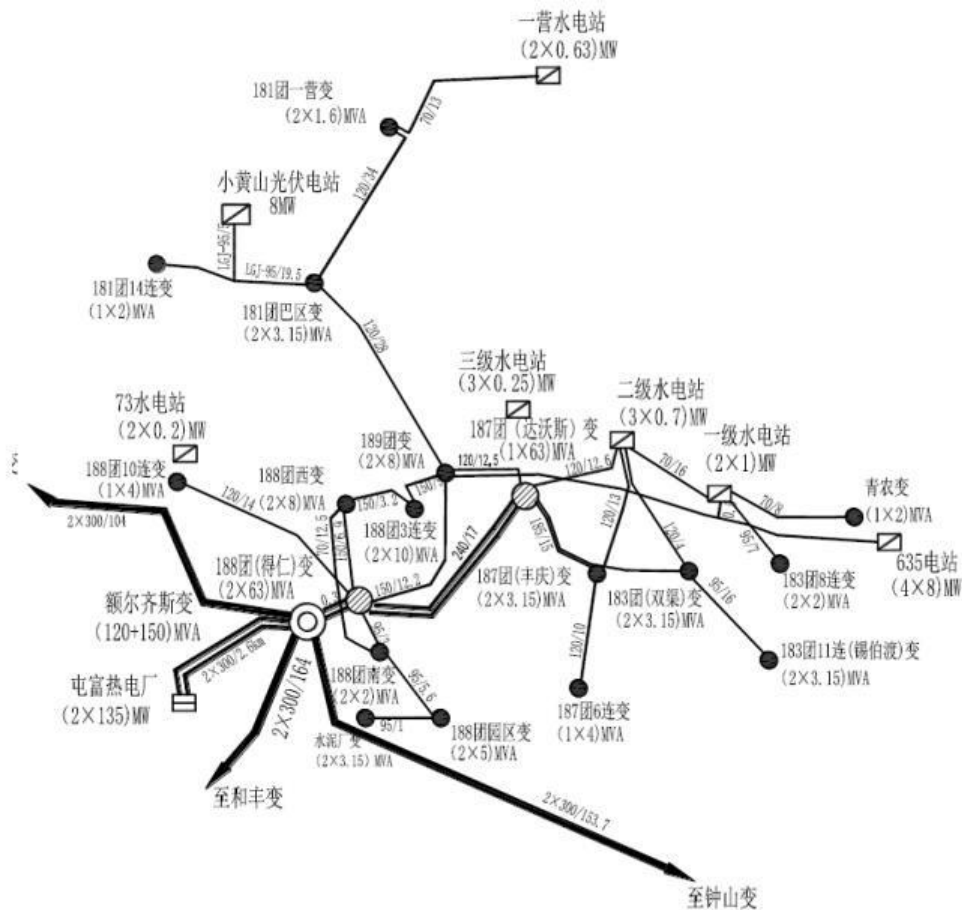 一营水电站
(2×0.63)MW
181团一营变
(2×1.6)MVA
70/13
小黄山光伏电站
8MW
120/34
LGJ-95/19.5
181团14连变
(1×2)MVA
181团巴区变
(2×3.15)MVA
120/28
三级水电站
(3×0.25)MW
二级水电站
(3×0.7)MW
73水电站
(2×0.2)MW
189团变
(2×8)MVA
187团(达沃斯)变
(1×63)MVA
一级水电站
(2×1)MW
120/12.5
120/12.6
70/16
188团10连变
(1×4)MVA
188团西变
(2×8)MVA
150/3.2
120/14
70/12.5
188团3连变
(2×10)MVA
240/17
185/15
120/13
120/4
70/8
95/7
青农变
(1×2)MVA
2×300/104
188团(得仁)变
(2×63)MVA
150/12.2
187团(丰庆)变
(2×3.15)MVA
183团(双渠)变
(2×3.15)MVA
183团8连变
(2×2)MVA
635电站
(4×8)MW
额尔齐斯变
(120+150)MVA
95/16
183团11连(锡伯渡)变
(2×3.15)MVA
2×300/2.6km
屯富热电厂
(2×135)MW
2×300/164
188团南变
(2×2)MVA
95/5.6
120/10
95/1
水泥厂变
(2×3.15)MVA
188团园区变
(2×5)MVA
187团6连变
(1×4)MVA
至和丰变
2×300/153.7
至钟山变